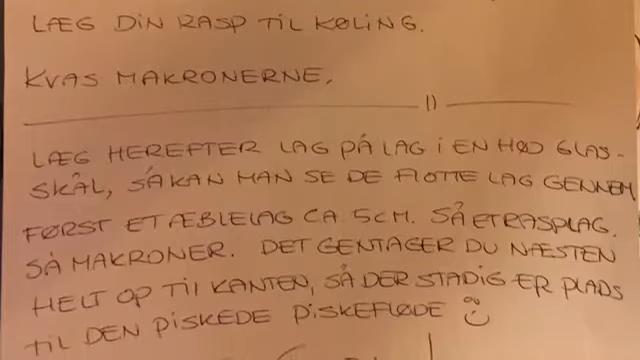 LÆG DIN RASP TIL KØLING.
KVAS MAKRONERNE.
LÆG HEREFTER LAG PÅ LAG I EN HØD GLAS-
SKÅL, SÅ KAN MAN SE DE FLOTTE LAG GENNEM
FØRST ET ÆBLELAG CA 5CM. SÅ ET RASPLAG.
SÅ MAKRONER. DET GENTAGER DU NÆSTEN
HELT OP TIL KANTEN, SÅ DER STADIG ER PLADS
TIL DEN PISKEDE PISKEFLØDE